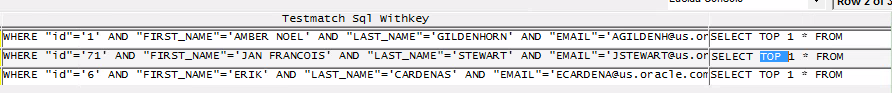 Row 2 of 3
Testmatch Sql Withkey
WHERE "id"='1' AND "FIRST_NAME"='AMBER NOEL' AND "LAST_NAME"='GILDENHORN' AND "EMAIL"='AGILDENH@us.or SELECT TOP 1 * FROM
WHERE "id"='71' AND "FIRST_NAME"='JAN FRANCOIS' AND "LAST_NAME"='STEWART' AND "EMAIL"='JSTEWART@us.or SELECT TOP 1 * FROM
WHERE "id"='6' AND "FIRST_NAME"='ERIK' AND "LAST_NAME"='CARDENAS' AND "EMAIL"='ECARDENA@us.oracle.com SELECT TOP 1 * FROM